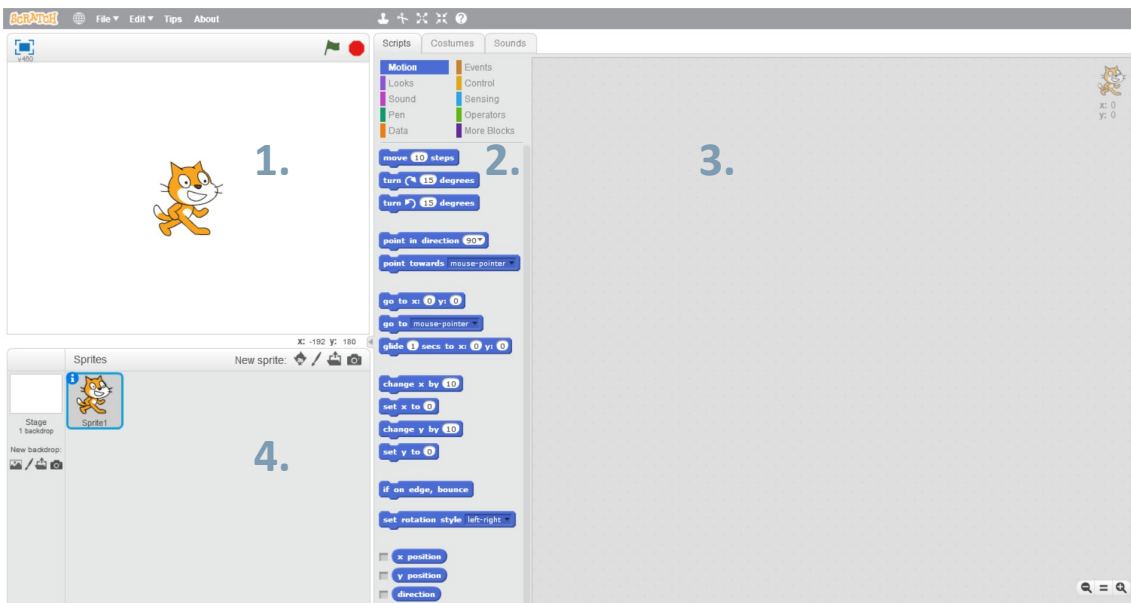 SCRATCH File Edit Tips About
v460
1.
X: -192 Y: 180
Sprites New sprite:
Sprite1
Stage
1 backdrop
New backdrop:
4.
Scripts Costumes Sounds
Motion Events
Looks Control
Sound Sensing
Pen Operators
Data More Blocks
2.
move 10 steps
turn 15 degrees
turn 15 degrees
point in direction 90
point towards mouse-pointer
go to x: 0 y: 0
go to mouse-pointer
glide 1 secs to x: 0 y: 0
change x by 10
set x to 0
change y by 10
set y to 0
if on edge, bounce
set rotation style left-right
x position
y position
direction
3.
x: 0
y: 0